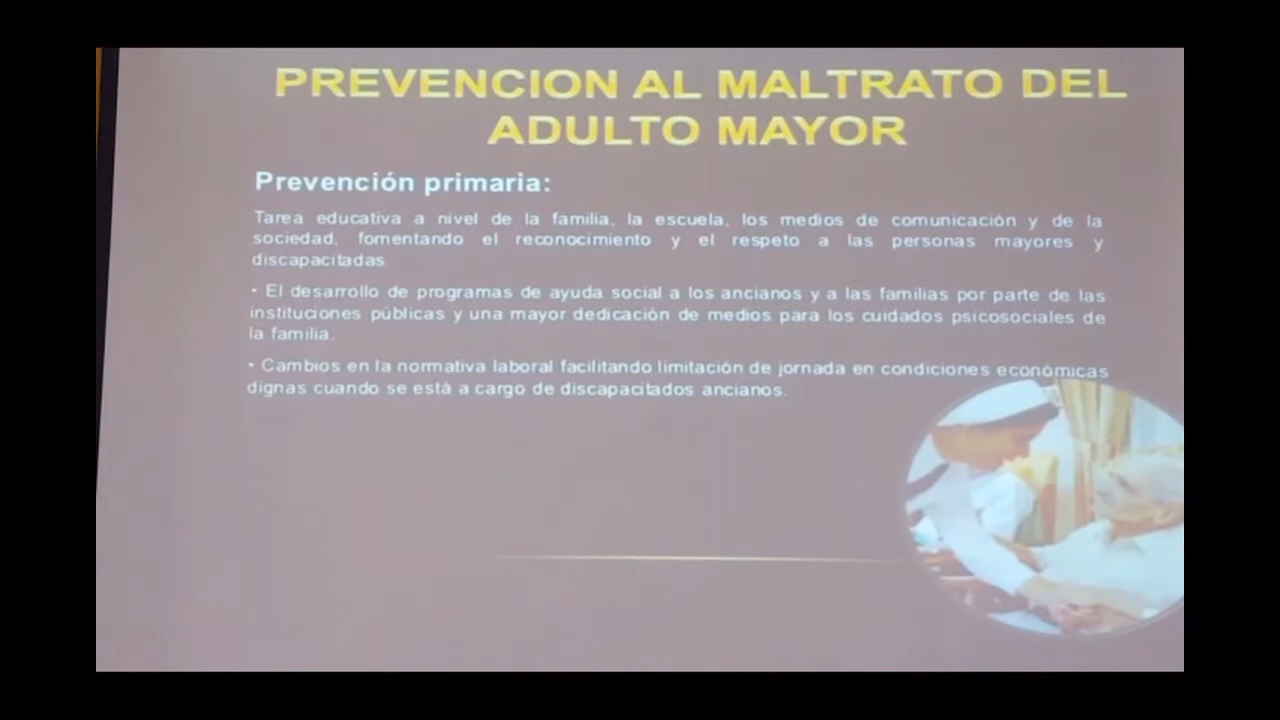 PREVENCION AL MALTRATO DEL
ADULTO MAYOR
Prevención primaria:
Tarea educativa a nivel de la familia, la escuela, los medios de comunicación y de la
sociedad, fomentando el reconocimiento y el respeto a las personas mayores y
discapacitadas
• El desarrollo de programas de ayuda social a los ancianos y a las familias por parte de las
instituciones públicas y una mayor dedicación de medios para los cuidados psicosociales de
la familia.
• Cambios en la normativa laboral facilitando limitación de jornada en condiciones económicas
dignas cuando se está a cargo de discapacitados ancianos.